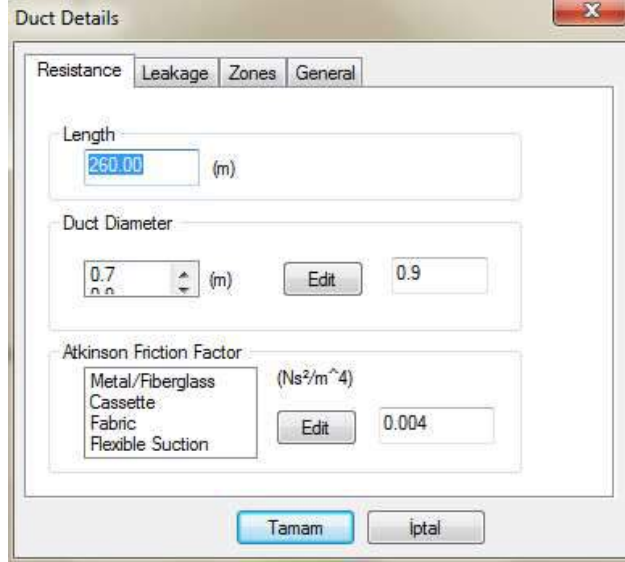 Duct Details
Resistance Leakage Zones General
Length
260.00 (m)
Duct Diameter
0.7 (m) Edit 0.9
Atkinson Friction Factor
Metal/Fiberglass (Ns²/m^4)
Cassette
Fabric Edit 0.004
Flexible Suction
Tamam İptal